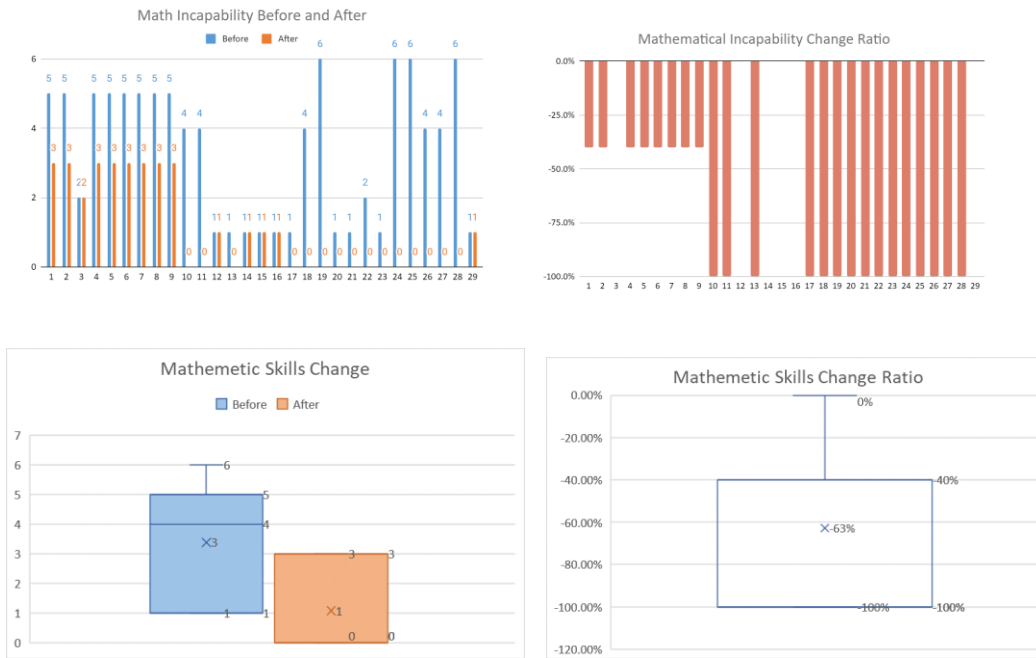 Math Incapability Before and After
Before After
6
4
2
0
5 5 22 5 5 5 5 5 5 4 4 11 1 11 11 11 1 4 6 1 1 2 1 6 6 4 4 6 11
3 3 3 3 3 3 3 3 0 0 0 0 0 0 0 0 0 0 0 0 0 0 0
1 2 3 4 5 6 7 8 9 10 11 12 13 14 15 16 17 18 19 20 21 22 23 24 25 26 27 28 29
Mathematical Incapability Change Ratio
0.0%
-25.0%
-50.0%
-75.0%
-100.0%
1 2 3 4 5 6 7 8 9 10 11 12 13 14 15 16 17 18 19 20 21 22 23 24 25 26 27 28 29
Mathemetic Skills Change
Before After
7
6 6
5 5
4 4
3 3 3 3
2
1 1 1 1
0 0 0
Mathemetic Skills Change Ratio
0.00% 0%
-20.00%
-40.00% -40%
-60.00% -63%
-80.00%
-100.00% -100% -100%
-120.00%